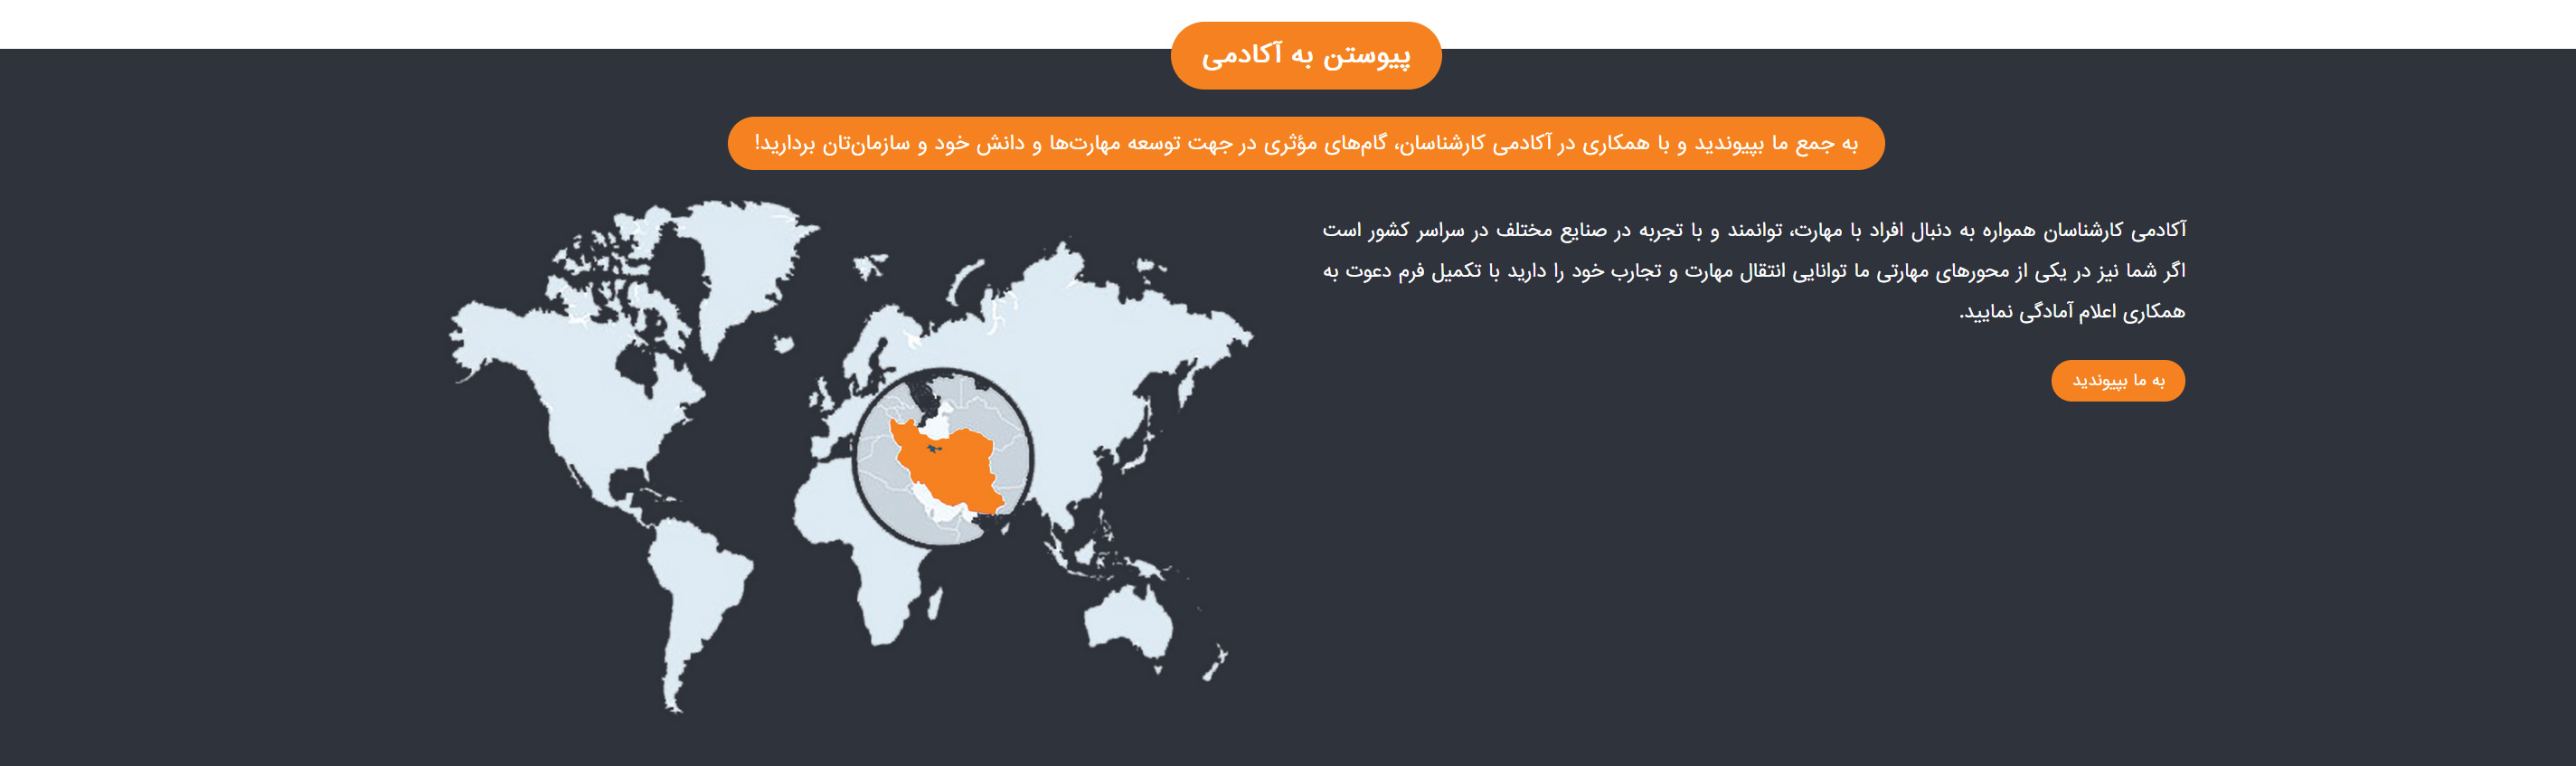 پیوستن به آکادمی
به جمع ما بپیوندید و با همکاری در آکادمی کارشناسان، گام‌های مؤثری در جهت توسعه مهارت‌ها و دانش خود و سازمان‌تان بردارید!
آکادمی کارشناسان همواره به دنبال افراد با مهارت، توانمند و با تجربه در صنایع مختلف در سراسر کشور است
اگر شما نیز در یکی از محورهای مهارتی ما توانایی انتقال مهارت و تجارب خود را دارید با تکمیل فرم دعوت به
همکاری اعلام آمادگی نمایید.
به ما بپیوندید